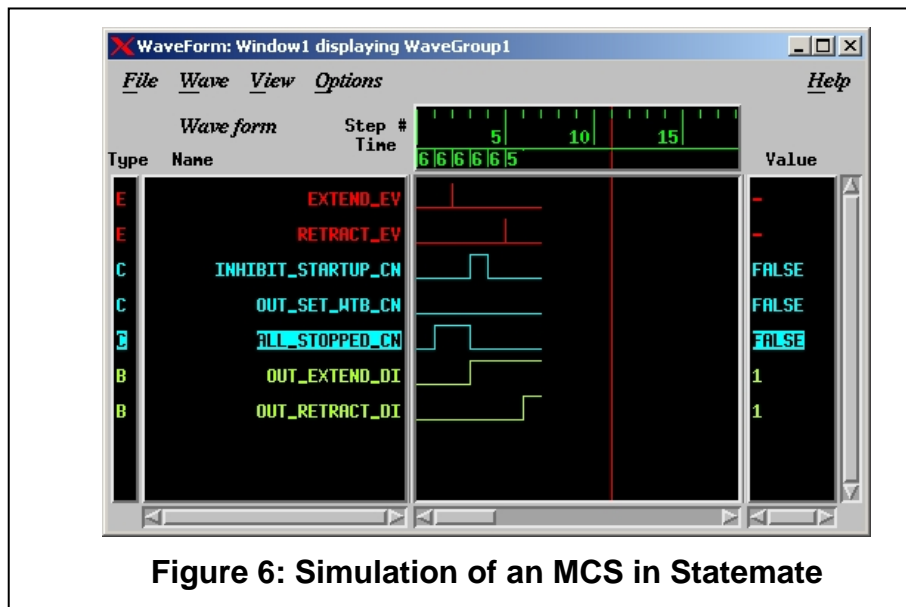 WaveForm: Window1 displaying WaveGroup1
File Wave View Options Help
Wave form Step #
5 10 15
Time
Type Name 6 6 6 6 6 5 Value
E EXTEND_EV -
E RETRACT_EV -
C INHIBIT_STARTUP_CN FALSE
C OUT_SET_WTB_CN FALSE
C ALL_STOPPED_CN FALSE
B OUT_EXTEND_DI 1
B OUT_RETRACT_DI 1
Figure 6: Simulation of an MCS in Statemate